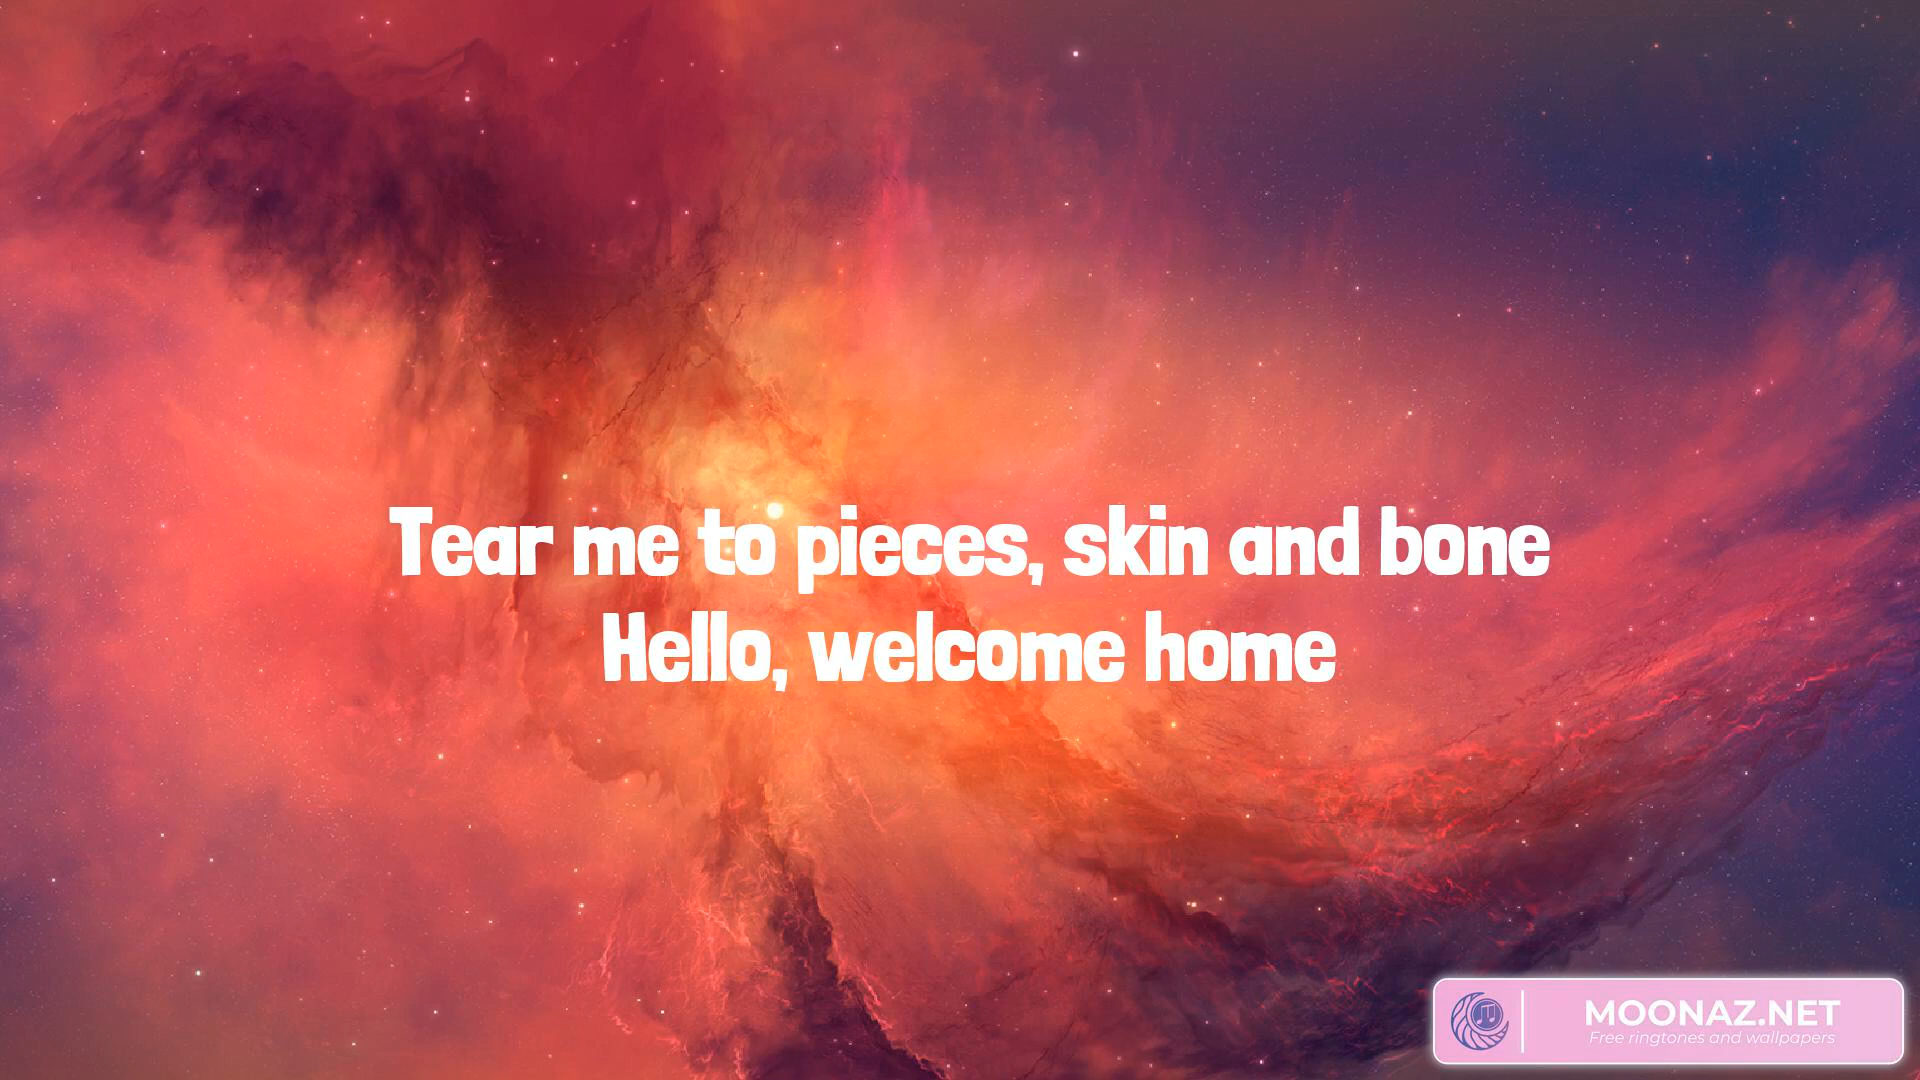 Tear me to pieces, skin and bone
Hello, welcome home
MOONAZ.NET
Free ringtones and wallpapers